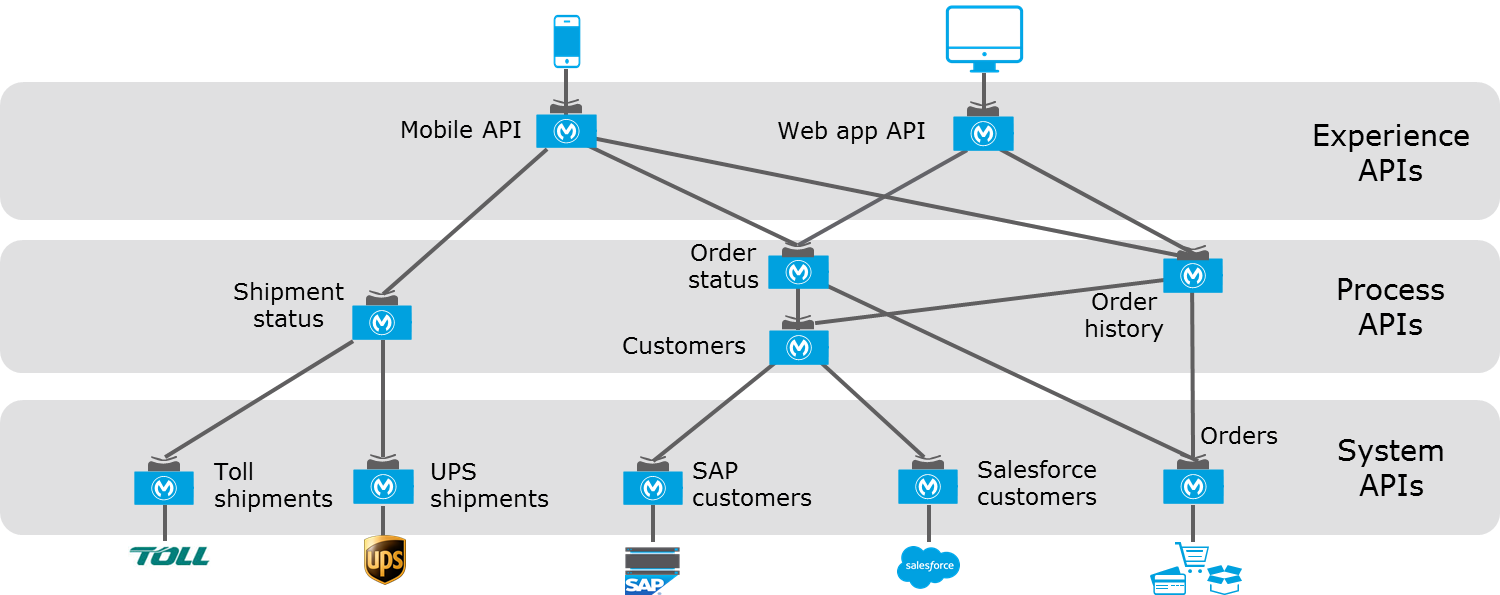 Mobile API
Web app API
Experience
APIs
Order
status
Shipment
status
Order
history
Customers
Process
APIs
Orders
Toll
shipments
UPS
shipments
SAP
customers
Salesforce
customers
System
APIs
TOLL
ups
SAP
salesforce